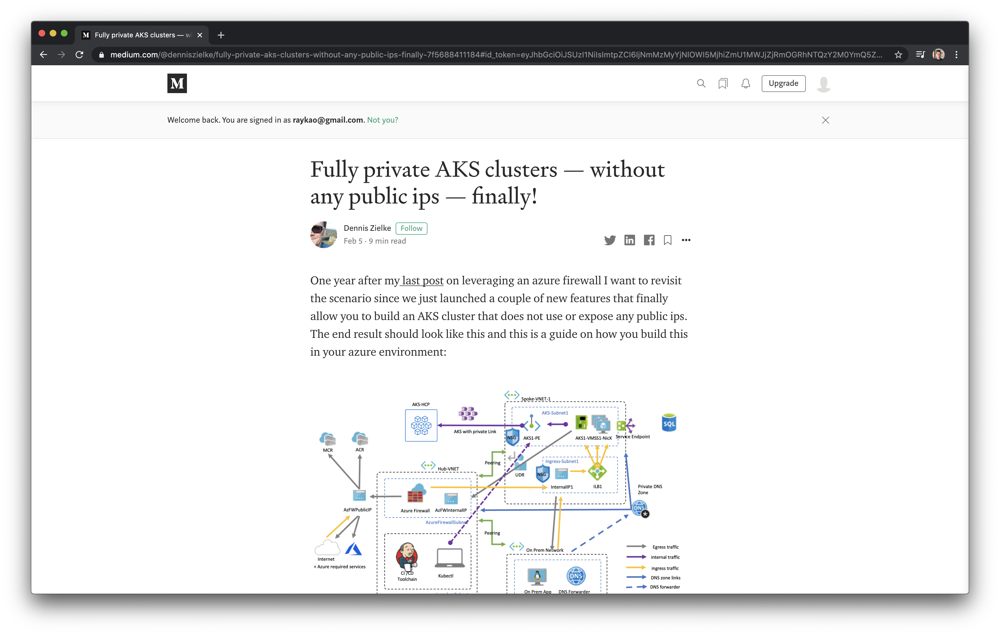 Fully private AKS clusters — wi
medium.com/@denniszielke/fully-private-aks-clusters-without-any-public-ips-finally-7f5688411184#id_token=eyJhbGciOiJSUzI1NiIsImtpZCI6IjNmMzMyYjNlOWI5MjhiZmU1MWJjZjRmOGRhNTQzY2M0YmQ5Z...
M
Upgrade
Welcome back. You are signed in as raykao@gmail.com. Not you?
Fully private AKS clusters — without
any public ips — finally!
Dennis Zielke Follow
Feb 5 · 9 min read
One year after my last post on leveraging an azure firewall I want to revisit
the scenario since we just launched a couple of new features that finally
allow you to build an AKS cluster that does not use or expose any public ips.
The end result should look like this and this is a guide on how you build this
in your azure environment:
Spoke-VNET-1
AKS-HCP
AKS-Subnet1
SQL
AKS with private Link
NSG
AKS1-PE
AKS1-VMSS1-NicX
Service Endpoint
MCR
ACR
Peering
Hub-VNET
UDR
Ingress-Subnet1
NSG
InternalIP1
ILB1
Private DNS
Zone
DNS
AzFWPublicIP
Azure Firewall
AzFWInternalIP
AzureFirewallSubnet
Peering
On Prem Network
Internet
+ Azure required services
CI /CD
Toolchain
Kubectl
DNS
On Prem App
DNS Forwarder
Egress traffic
internal traffic
ingress traffic
DNS zone links
DNS forwarder